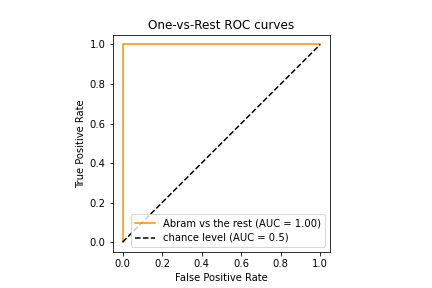 One-vs-Rest ROC curves
True Positive Rate
1.0
0.8
0.6
0.4
0.2
0.0
Abram vs the rest (AUC = 1.00)
chance level (AUC = 0.5)
0.0 0.2 0.4 0.6 0.8 1.0
False Positive Rate